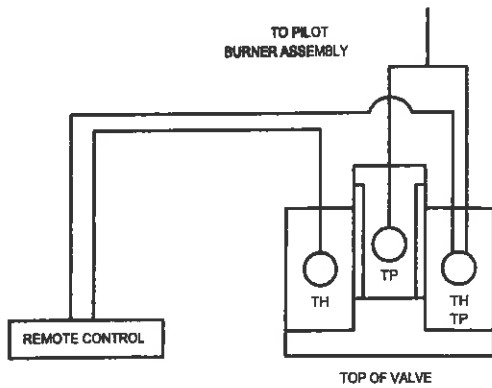 TO PILOT
BURNER ASSEMBLY
TP
TH
TH
TP
REMOTE CONTROL
TOP OF VALVE